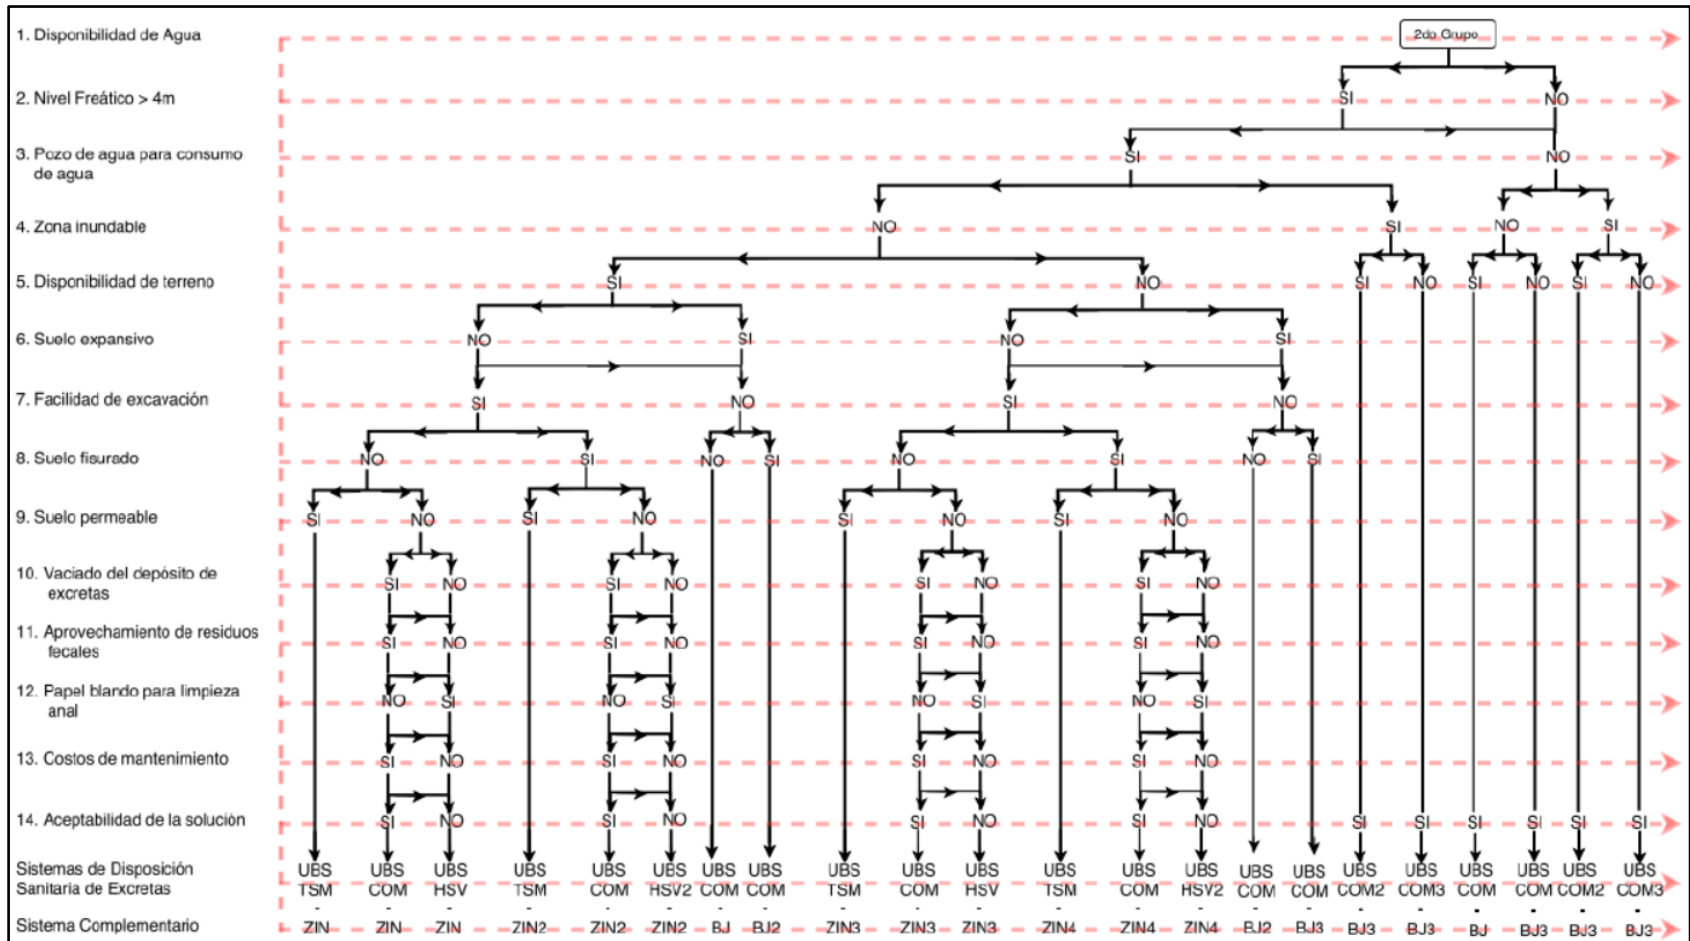 1. Disponibilidad de Agua
2do Grupo
2. Nivel Freático > 4m
SI NO
3. Pozo de agua para consumo
de agua
SI NO
4. Zona inundable
NO SI NO SI
5. Disponibilidad de terreno
SI NO SI NO SI NO SI NO
6. Suelo expansivo
NO SI NO SI
7. Facilidad de excavación
SI NO SI NO
8. Suelo fisurado
NO SI NO SI NO SI NO SI
9. Suelo permeable
SI NO SI NO SI NO SI NO
10. Vaciado del depósito de
excretas
SI NO SI NO SI NO SI NO
11. Aprovechamiento de residuos
fecales
SI NO SI NO SI NO SI NO
12. Papel blando para limpieza
anal
NO SI NO SI NO SI NO SI
13. Costos de mantenimiento
SI NO SI NO SI NO SI NO
14. Aceptabilidad de la solución
SI NO SI NO SI NO SI NO SI SI SI SI SI SI
Sistemas de Disposición
Sanitaria de Excretas
UBS UBS UBS UBS UBS UBS UBS UBS UBS UBS UBS UBS UBS UBS UBS UBS UBS UBS UBS UBS UBS UBS
TSM COM HSV TSM COM HSV2 COM COM TSM COM HSV TSM COM HSV2 COM COM COM2 COM3 COM COM COM2 COM3
- - - - - - - - - - - - - - - - - - - - - -
Sistema Complementario
ZIN ZIN ZIN ZIN2 ZIN2 ZIN2 BJ BJ2 ZIN3 ZIN3 ZIN3 ZIN4 ZIN4 ZIN4 BJ2 BJ3 BJ3 BJ3 BJ BJ3 BJ3 BJ3